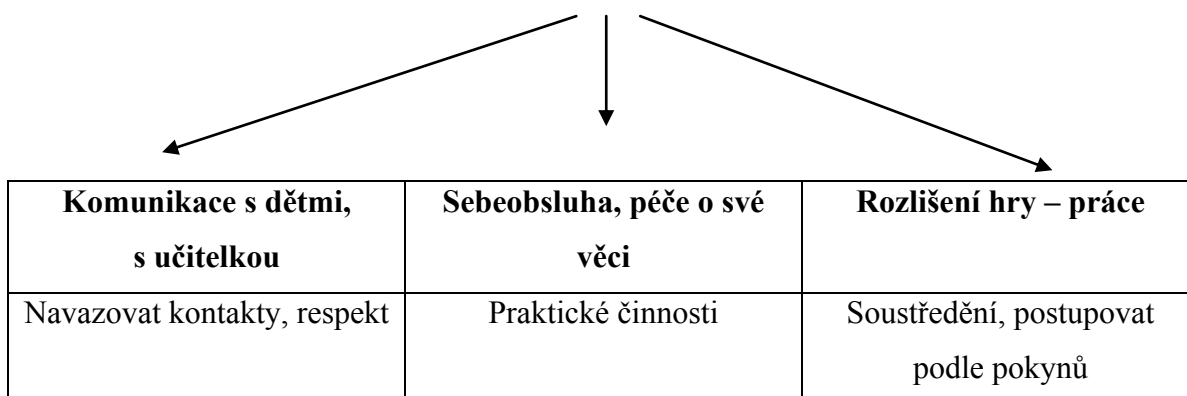 Komunikace s dětmi,
s učitelkou
Sebeobsluha, péče o své
věci
Rozlišení hry – práce
Navazovat kontakty, respekt
Praktické činnosti
Soustředění, postupovat
podle pokynů